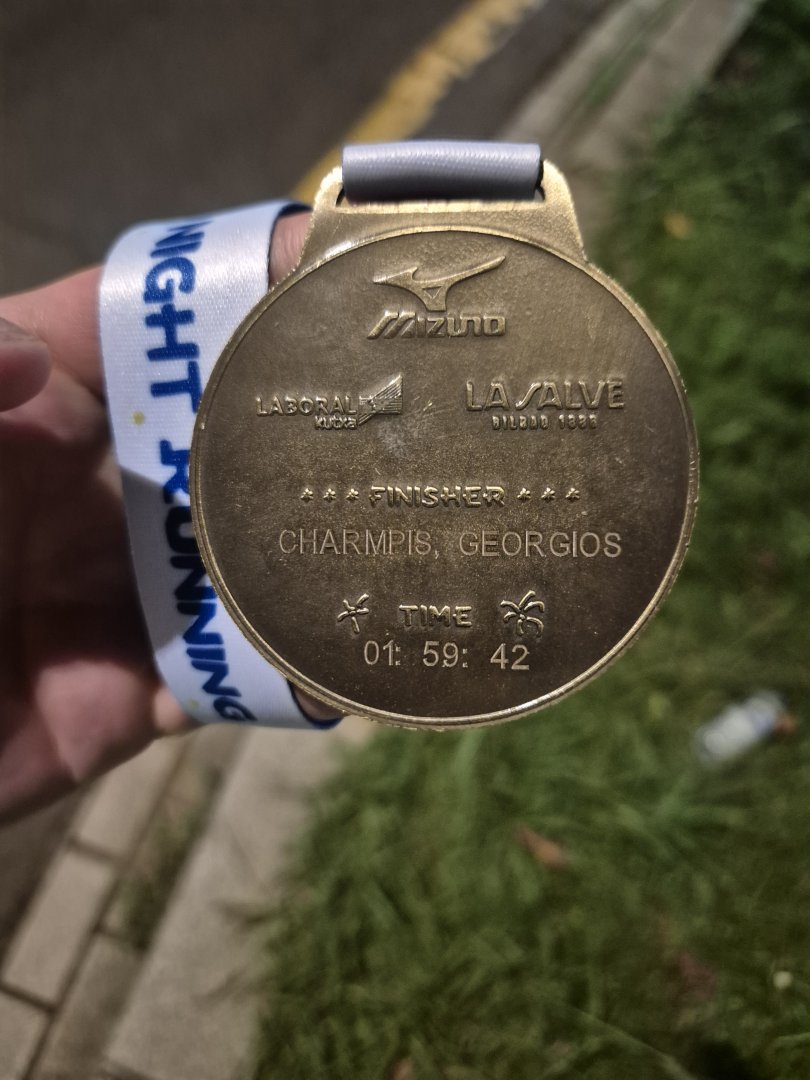 NIGHT RUNNING
MIZUNO
LABORAL
kutxa
LA SALVE
BILBAO 1886
*** FINISHER ***
CHARMPIS, GEORGIOS
TIME
01: 59: 42